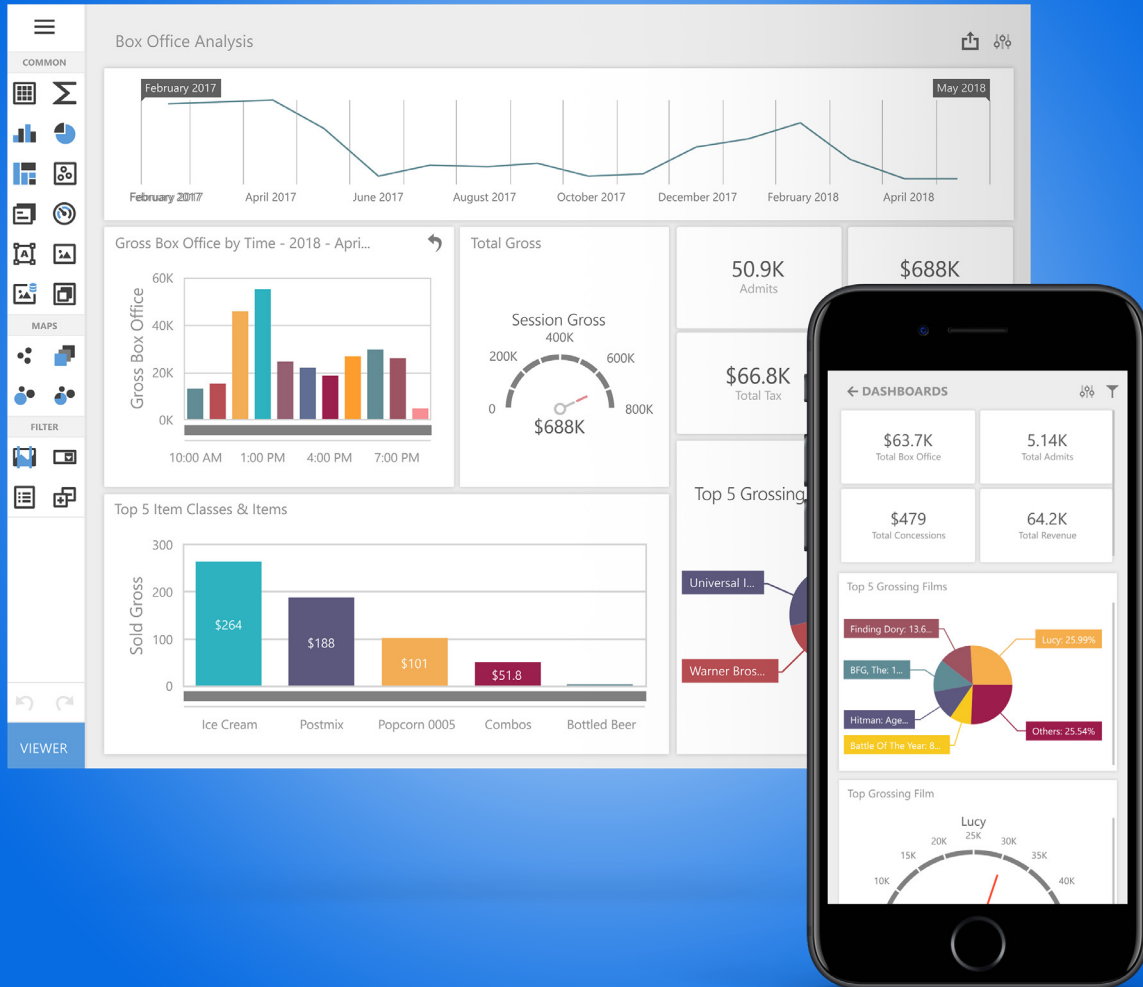 COMMON
MAPS
FILTER
VIEWER
Box Office Analysis
February 2017
May 2018
February 2017
April 2017
June 2017
August 2017
October 2017
December 2017
February 2018
April 2018
Gross Box Office by Time - 2018 - Apri...
Gross Box Office
60K
40K
20K
0K
10:00 AM
1:00 PM
4:00 PM
7:00 PM
Total Gross
Session Gross
0
200K
400K
600K
800K
$688K
50.9K
Admits
$688K
$66.8K
Total Tax
Top 5 Item Classes & Items
Sold Gross
300
200
100
0
$264
$188
$101
$51.8
Ice Cream
Postmix
Popcorn 0005
Combos
Bottled Beer
Top 5 Grossing
Universal I...
Warner Bros...
DASHBOARDS
$63.7K
Total Box Office
5.14K
Total Admits
$479
Total Concessions
64.2K
Total Revenue
Top 5 Grossing Films
Finding Dory: 13.6...
Lucy: 25.99%
BFG, The: 1...
Hitman: Age...
Battle Of The Year: 8...
Others: 25.54%
Top Grossing Film
Lucy
10K
15K
20K
25K
30K
35K
40K